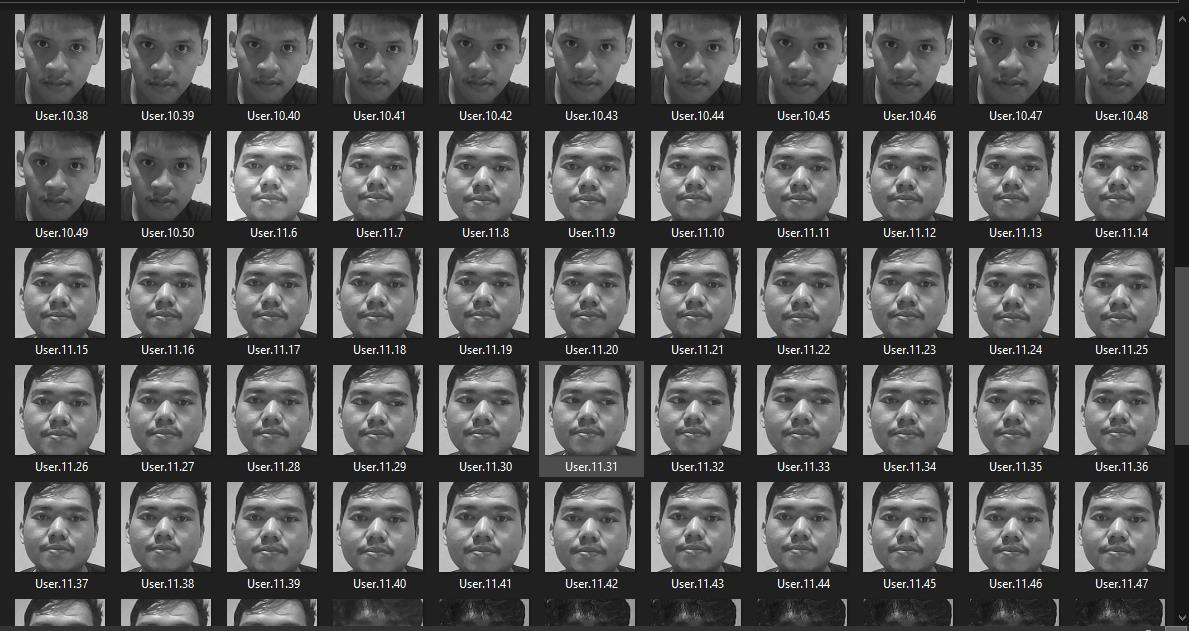 User.10.38 User.10.39 User.10.40 User.10.41 User.10.42 User.10.43 User.10.44 User.10.45 User.10.46 User.10.47 User.10.48
User.10.49 User.10.50 User.11.6 User.11.7 User.11.8 User.11.9 User.11.10 User.11.11 User.11.12 User.11.13 User.11.14
User.11.15 User.11.16 User.11.17 User.11.18 User.11.19 User.11.20 User.11.21 User.11.22 User.11.23 User.11.24 User.11.25
User.11.26 User.11.27 User.11.28 User.11.29 User.11.30 User.11.31 User.11.32 User.11.33 User.11.34 User.11.35 User.11.36
User.11.37 User.11.38 User.11.39 User.11.40 User.11.41 User.11.42 User.11.43 User.11.44 User.11.45 User.11.46 User.11.47